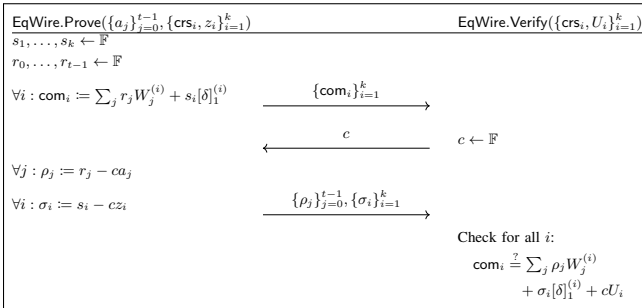 EqWire.Prove({a_j}_{j=0}^{t−1}, {crs_i, z_i}_{i=1}^k) EqWire.Verify({crs_i, U_i}_{i=1}^k)
s_1, . . . , s_k ← 𝔽
r_0, . . . , r_{t−1} ← 𝔽
∀i : com_i ≔ ∑_j r_j W_j^{(i)} + s_i[δ]_1^{(i)} {com_i}_{i=1}^k
c c ← 𝔽
∀j : ρ_j := r_j − ca_j
∀i : σ_i := s_i − cz_i {ρ_j}_{j=0}^{t−1}, {σ_i}_{i=1}^k
Check for all i:
com_i ≟ ∑_j ρ_j W_j^{(i)}
+ σ_i[δ]_1^{(i)} + cU_i